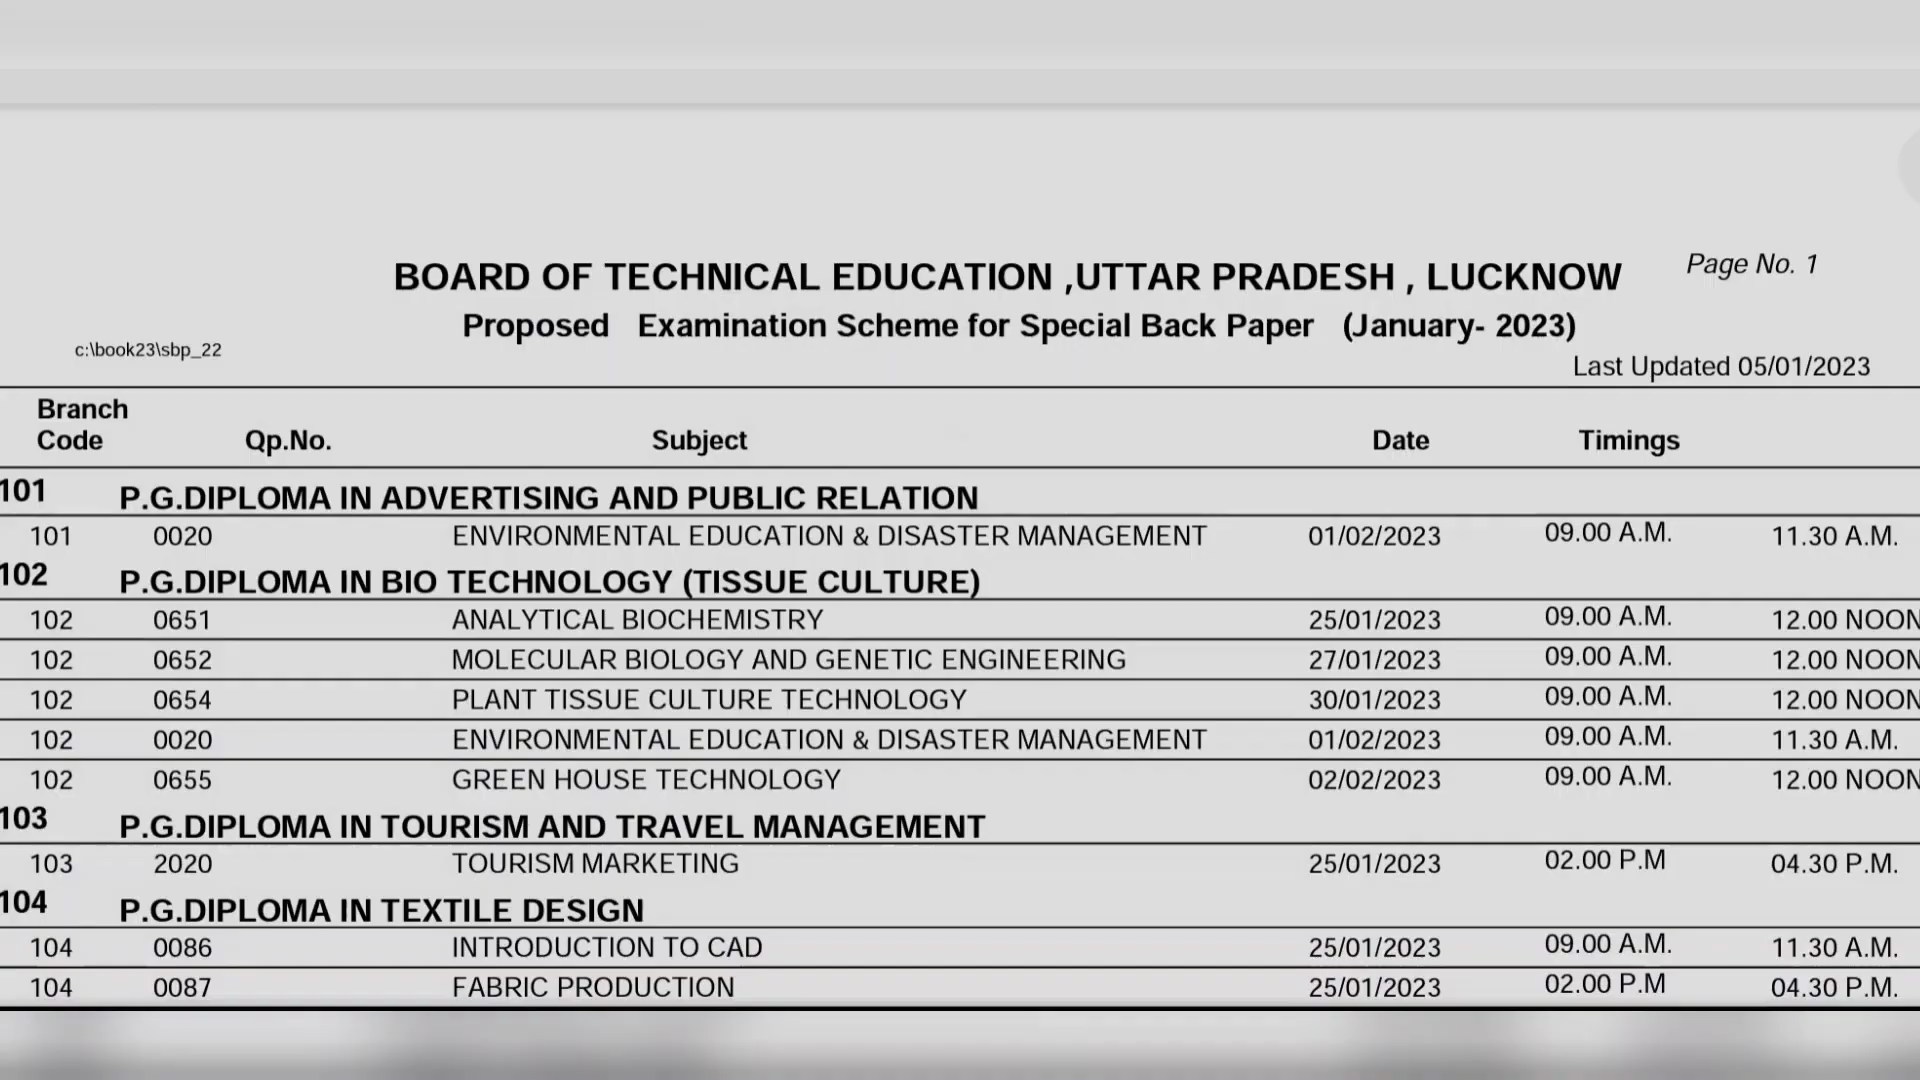 BOARD OF TECHNICAL EDUCATION ,UTTAR PRADESH , LUCKNOW Page No. 1
Proposed Examination Scheme for Special Back Paper (January- 2023)
c:\book23\sbp_22
Last Updated 05/01/2023
Branch Code Qp.No. Subject Date Timings
101 P.G.DIPLOMA IN ADVERTISING AND PUBLIC RELATION
101 0020 ENVIRONMENTAL EDUCATION & DISASTER MANAGEMENT 01/02/2023 09.00 A.M. 11.30 A.M.
102 P.G.DIPLOMA IN BIO TECHNOLOGY (TISSUE CULTURE)
102 0651 ANALYTICAL BIOCHEMISTRY 25/01/2023 09.00 A.M. 12.00 NOON
102 0652 MOLECULAR BIOLOGY AND GENETIC ENGINEERING 27/01/2023 09.00 A.M. 12.00 NOON
102 0654 PLANT TISSUE CULTURE TECHNOLOGY 30/01/2023 09.00 A.M. 12.00 NOON
102 0020 ENVIRONMENTAL EDUCATION & DISASTER MANAGEMENT 01/02/2023 09.00 A.M. 11.30 A.M.
102 0655 GREEN HOUSE TECHNOLOGY 02/02/2023 09.00 A.M. 12.00 NOON
103 P.G.DIPLOMA IN TOURISM AND TRAVEL MANAGEMENT
103 2020 TOURISM MARKETING 25/01/2023 02.00 P.M 04.30 P.M.
104 P.G.DIPLOMA IN TEXTILE DESIGN
104 0086 INTRODUCTION TO CAD 25/01/2023 09.00 A.M. 11.30 A.M.
104 0087 FABRIC PRODUCTION 25/01/2023 02.00 P.M 04.30 P.M.